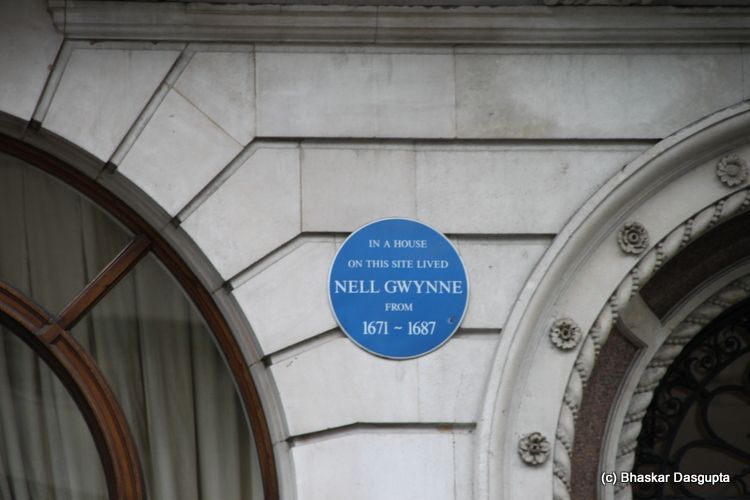 IN A HOUSE
ON THIS SITE LIVED
NELL GWYNNE
FROM
1671 ~ 1687
(c) Bhaskar Dasgupta